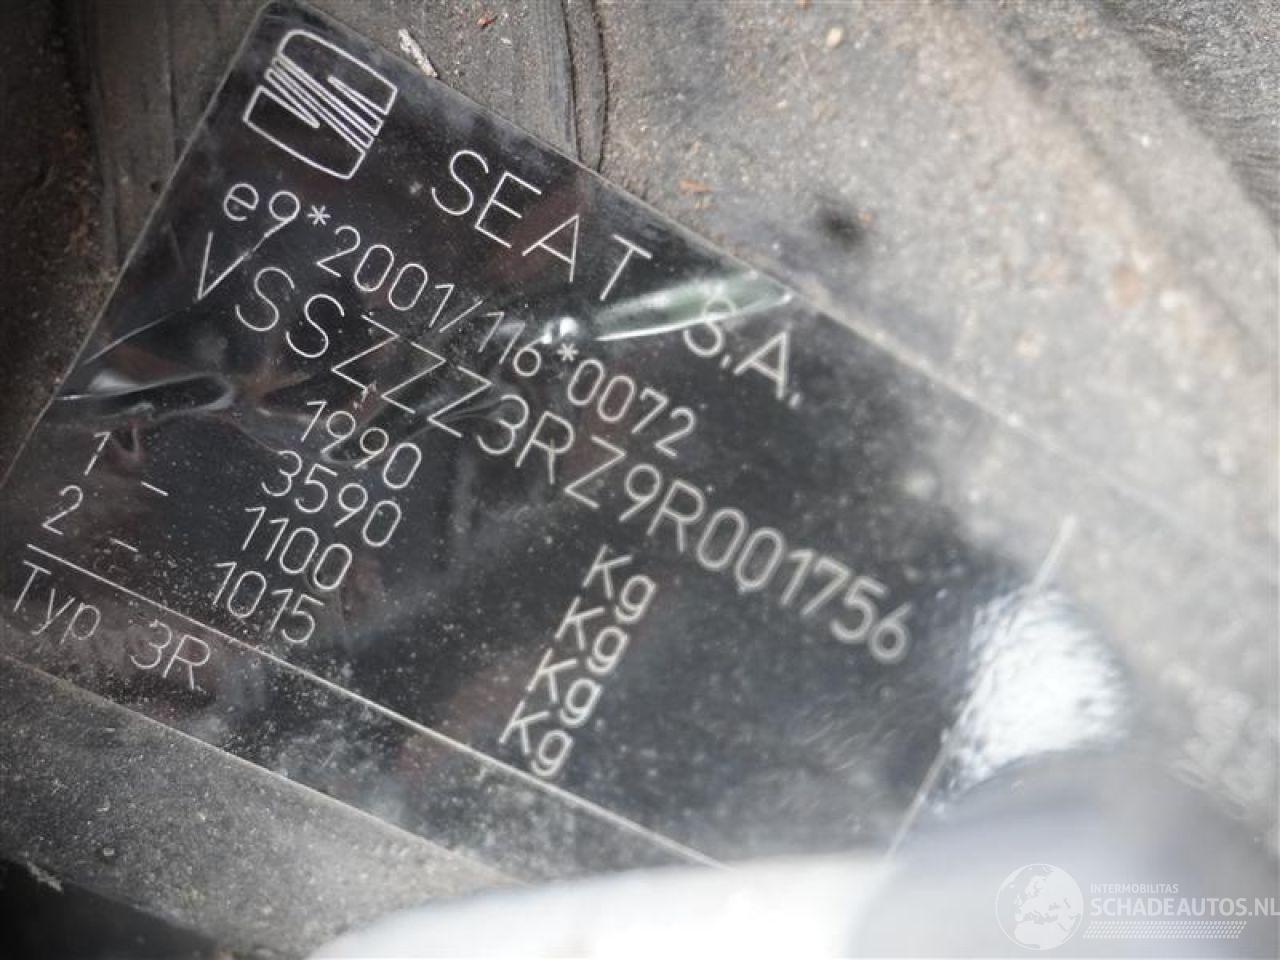 SEAT S.A.
e9*2001/116*0072
VSSZZZ3RZ9R001756
1990 Kg
3590 Kg
1 - 1100 Kg
2 - 1015 Kg
Typ 3R
INTERMOBILITAS
SCHADEAUTOS.NL